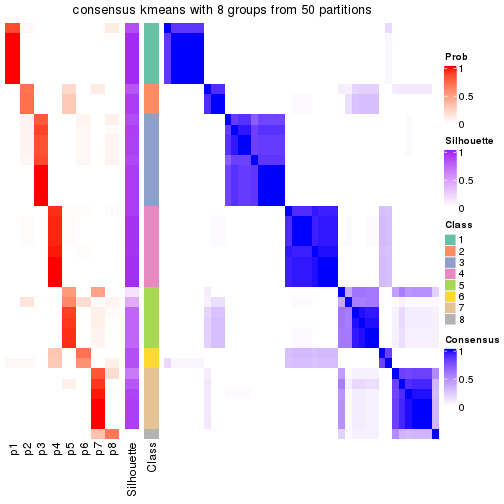 consensus kmeans with 8 groups from 50 partitions
Prob
1
0.5
0
Silhouette
1
0.5
0
Class
1
2
3
4
5
6
7
8
Consensus
1
0.5
0
p1
p2
p3
p4
p5
p6
p7
p8
Silhouette
Class